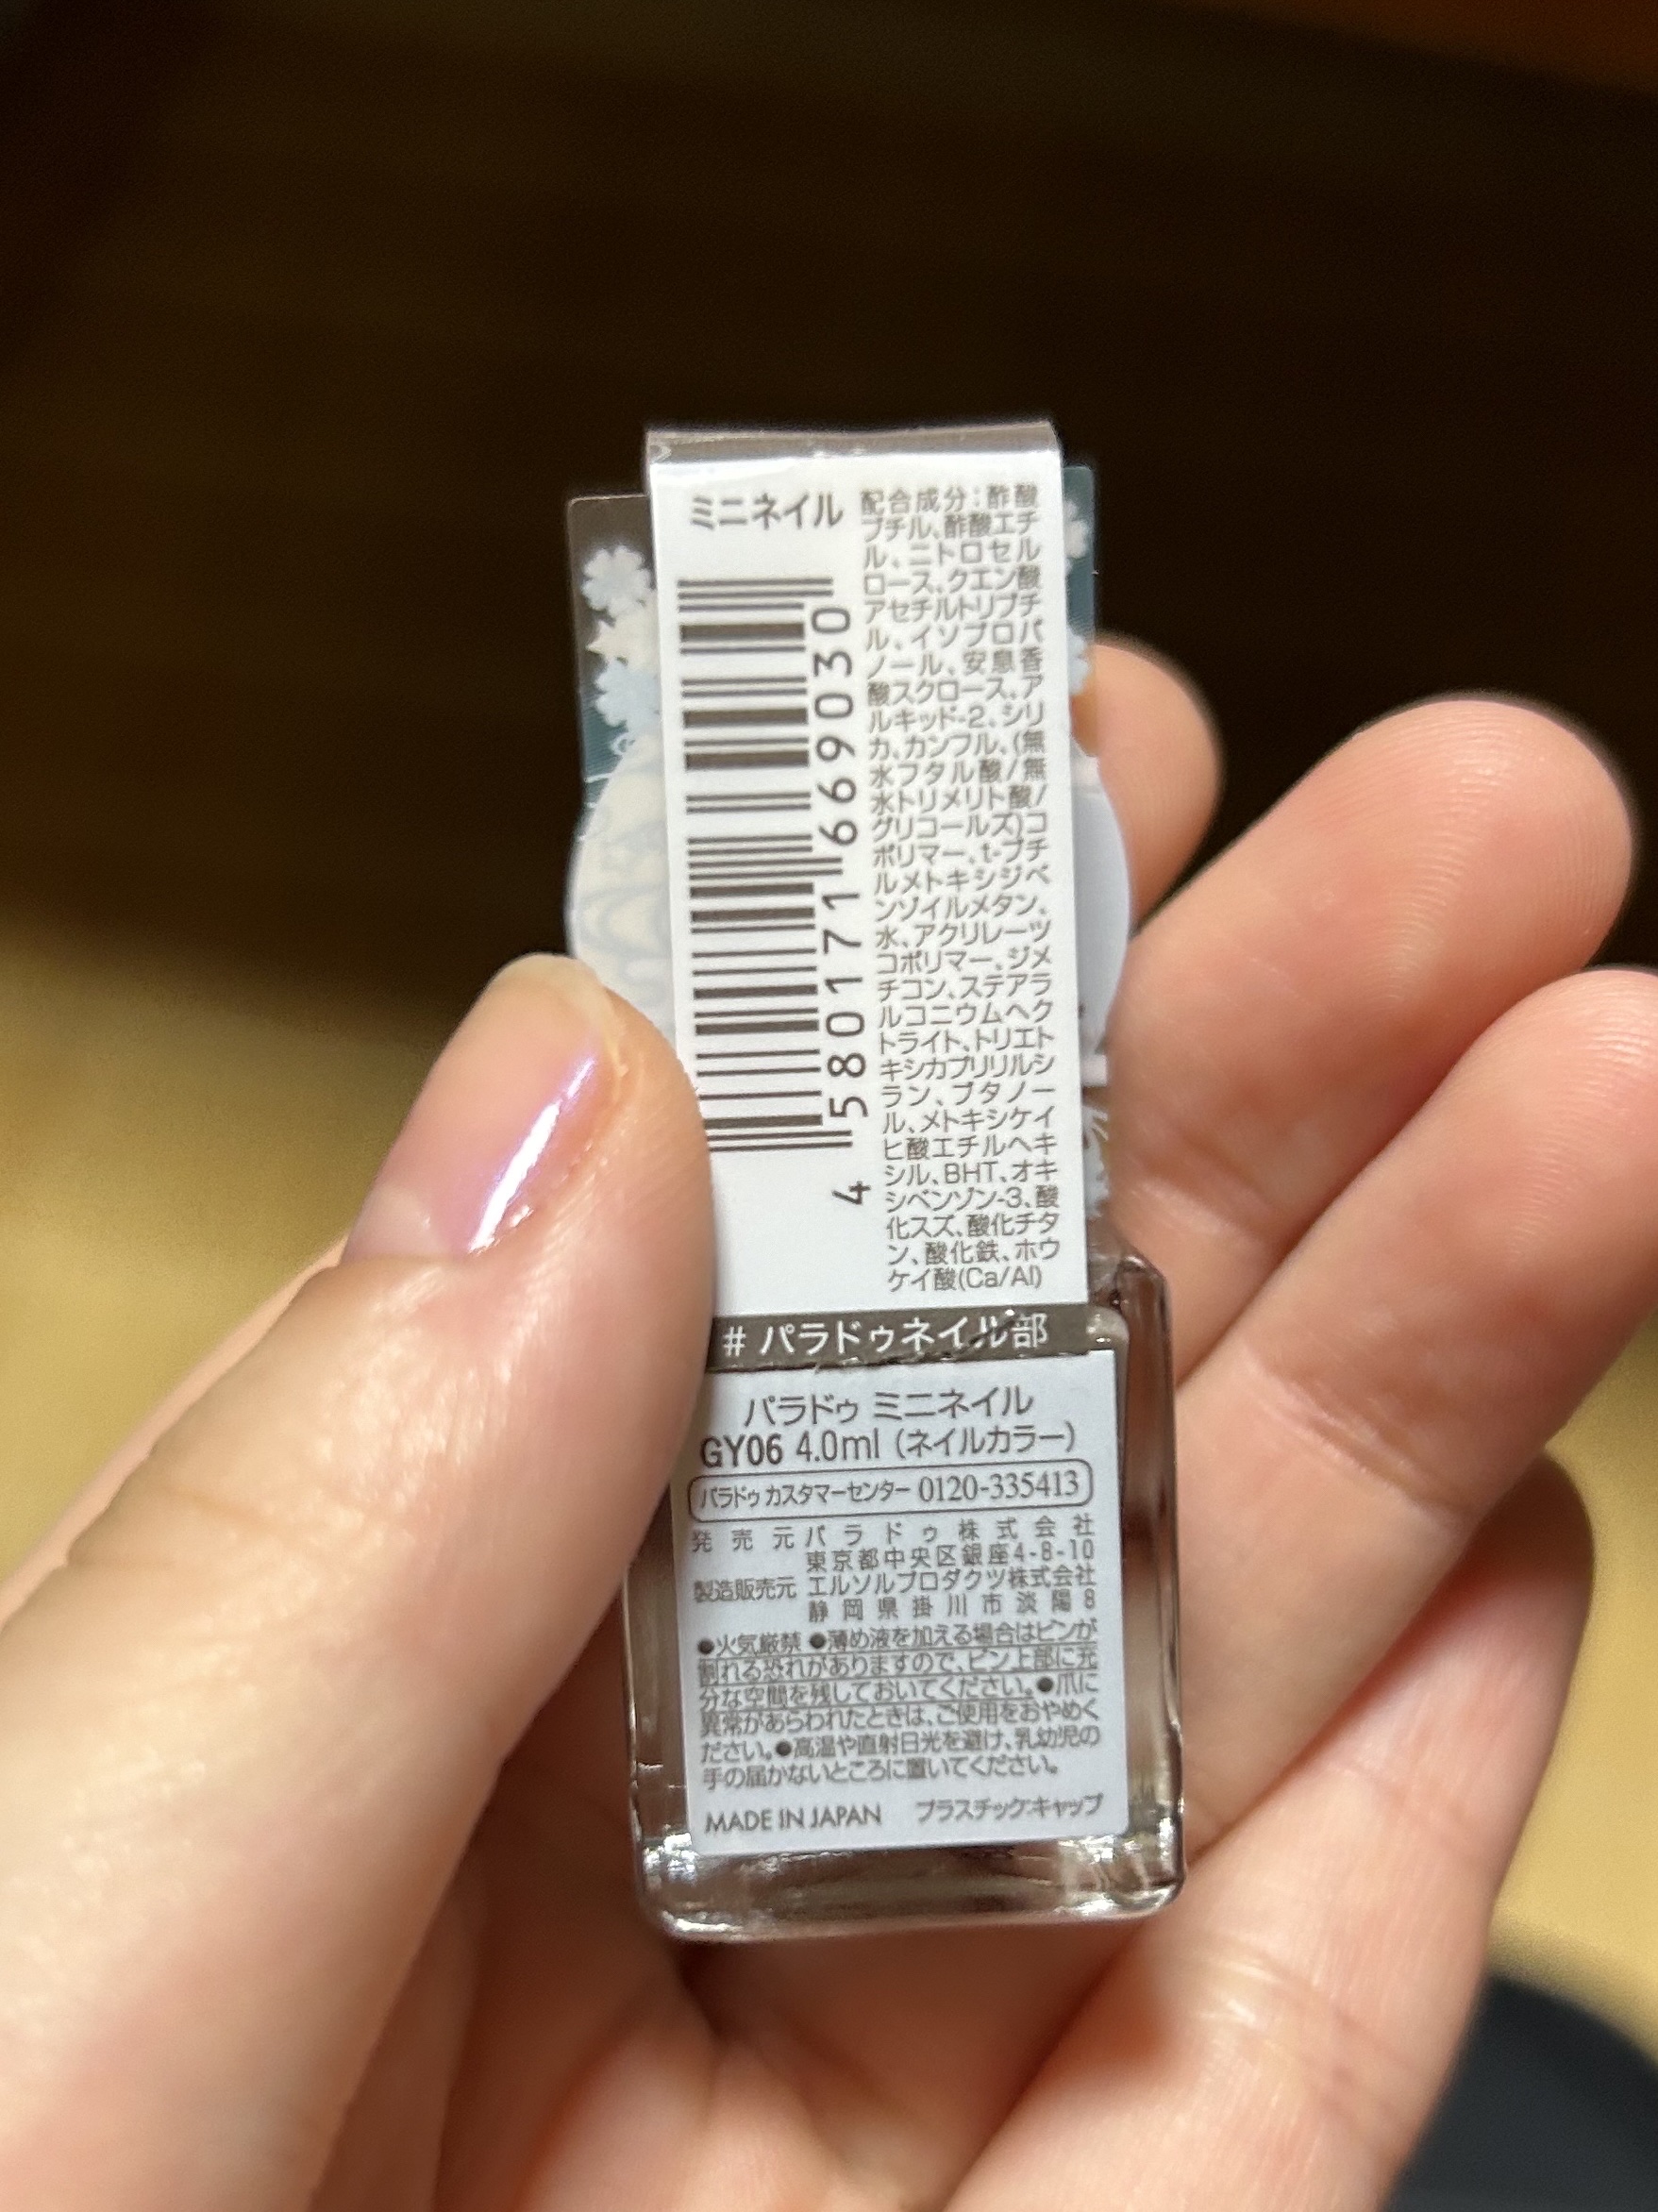 ミニネイル
4 580171 669030
配合成分：酢酸
ブチル、酢酸エチ
ル、ニトロセル
ロース、クエン酸
アセチルトリブチ
ル、イソプロパ
ノール、安息香
酸スクロース、ア
ルキッド-2、シリ
カ、カンフル、(無
水フタル酸/無
水トリメリト酸/
グリコールズ)コ
ポリマー、t-ブチ
ルメトキシジベ
ンゾイルメタン、
水、アクリレーツ
コポリマー、ジメ
チコン、ステアラ
ルコニウムヘク
トライト、トリエト
キシカプリリルシ
ラン、ブタノー
ル、メトキシケイ
ヒ酸エチルヘキ
シル、BHT、オキ
シベンゾン-3、酸
化スズ、酸化チタ
ン、酸化鉄、ホウ
ケイ酸(Ca/Al)
# パラドゥネイル部
パラドゥ ミニネイル
GY06 4.0ml (ネイルカラー)
パラドゥ カスタマーセンター 0120-335413
発売元 パラドゥ株式会社
東京都中央区銀座4-8-10
製造販売元 エルソルプロダクツ株式会社
静岡県掛川市淡陽8
●火気厳禁 ●薄め液を加える場合はビンが
割れる恐れがありますので、ビン上部に充
分な空間を残しておいてください。●爪に
異常があらわれたときは、ご使用をおやめく
ださい。●高温や直射日光を避け、乳幼児の
手の届かないところに置いてください。
MADE IN JAPAN プラスチック:キャップ